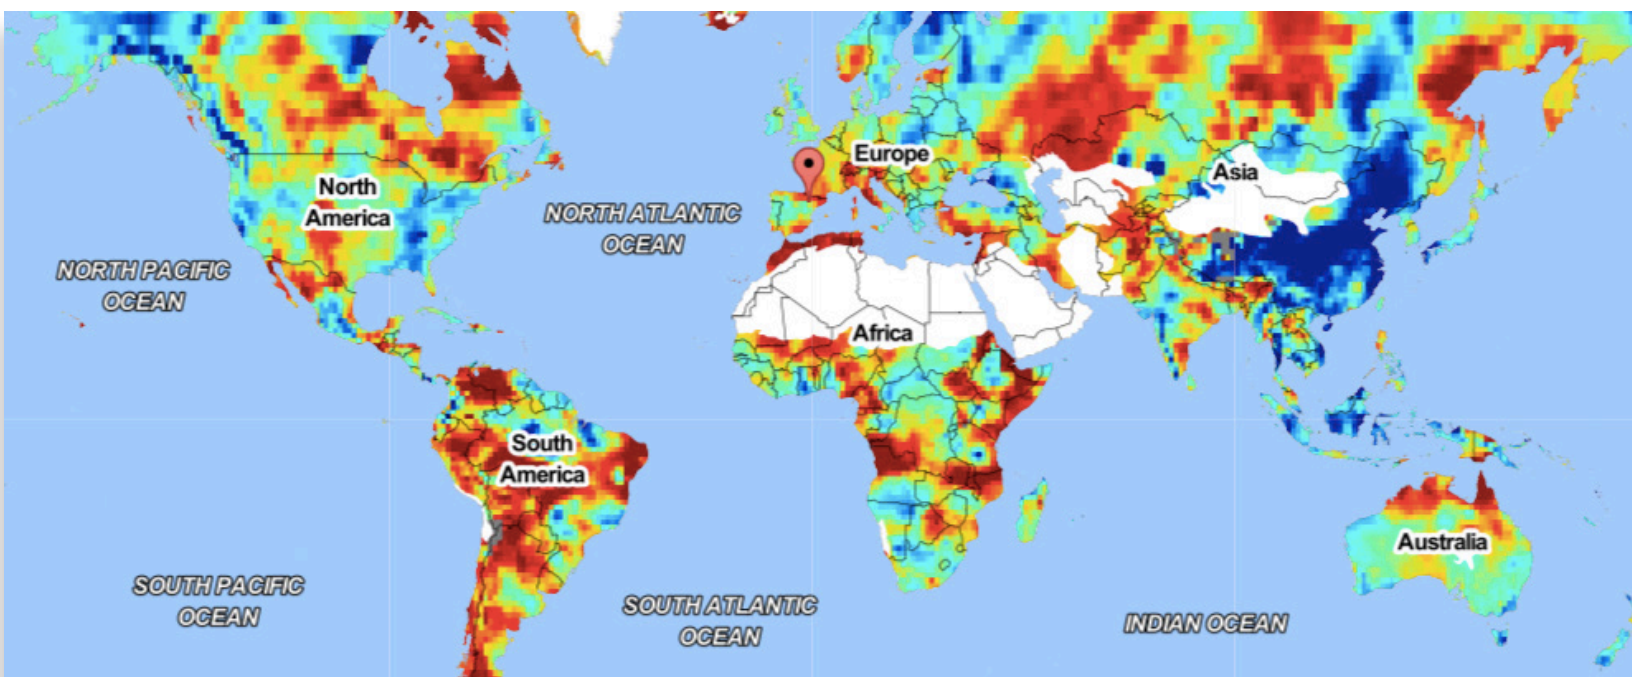 Europe
Asia
North
America
NORTH ATLANTIC
OCEAN
NORTH PACIFIC
OCEAN
Africa
South
America
Australia
SOUTH PACIFIC
OCEAN
SOUTH ATLANTIC
OCEAN
INDIAN OCEAN